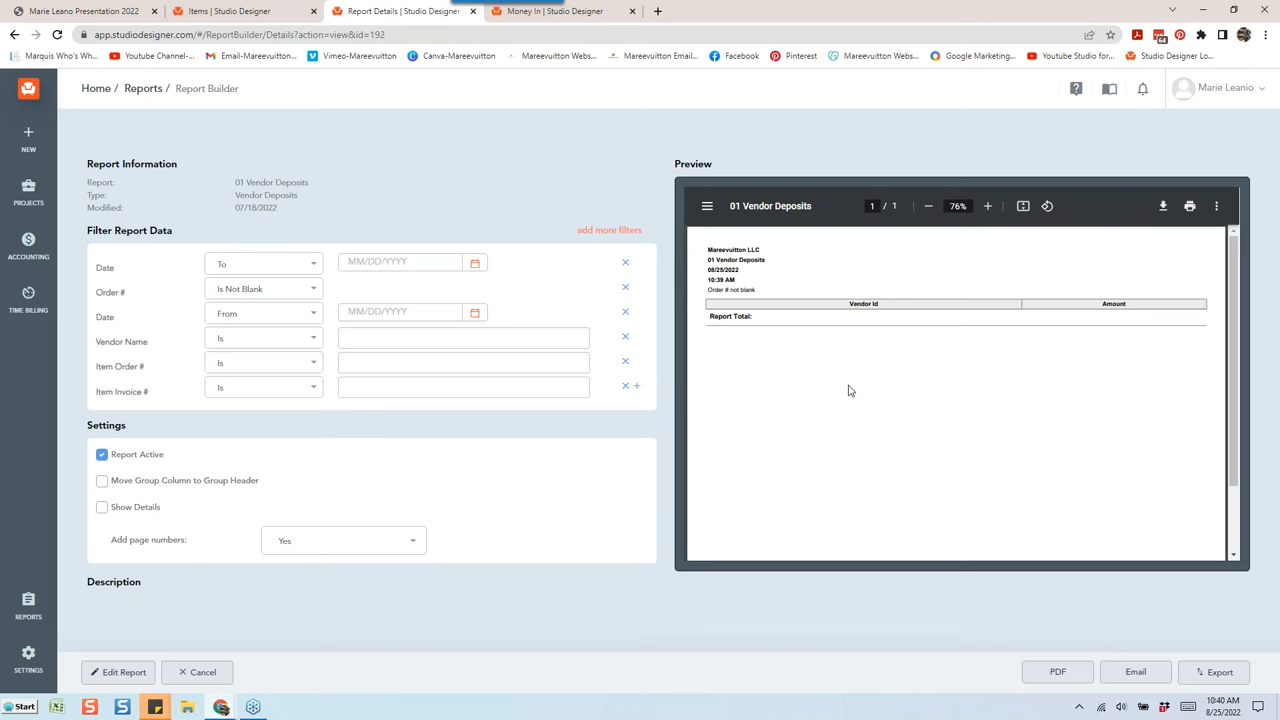 Marie Leanio Reporting 2022
Items | Studio Designer
Report Details | Studio Designer
Money In | Studio Designer
app.studiodesigner.com/#/ReportBuilder/Details?action=view&id=192
64
Marquis Who's Wh...
Youtube Channel-...
Email-Mareevuitton...
Vimeo-Mareevuitton
Canva-Mareevuitton
Mareevuitton Webs...
Mareevuitton Email...
Facebook
Pinterest
Mareevuitton Webs...
Google Marketing...
Youtube Studio for...
Studio Designer Lo...
Home / Reports / Report Builder
Marie Leanio
NEW
PROJECTS
ACCOUNTING
TIME BILLING
REPORTS
SETTINGS
Report Information
Report: 01 Vendor Deposits
Type: Vendor Deposits
Modified: 07/18/2022
Filter Report Data
add more filters
Date To MM/DD/YYYY
Order # Is Not Blank
Date From MM/DD/YYYY
Vendor Name Is
Item Order # Is
Item Invoice # Is
Settings
Report Active
Move Group Column to Group Header
Show Details
Add page numbers: Yes
Description
Preview
01 Vendor Deposits 1 / 1 76%
Mareevuitton LLC
01 Vendor Deposits
08/25/2022
10:39 AM
Order # not blank
Vendor Id Amount
Report Total:
Edit Report
Cancel
PDF
Email
Export
Start
10:40 AM
8/25/2022